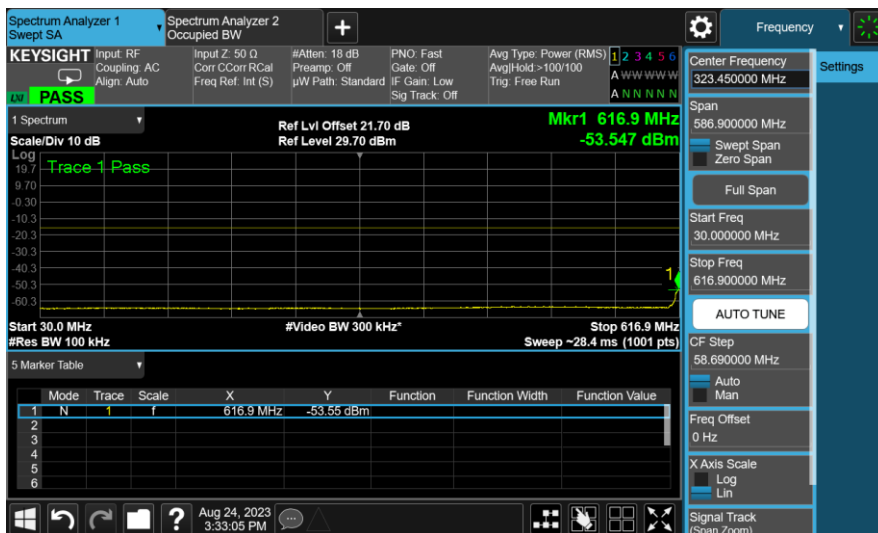 Spectrum Analyzer 1
Swept SA
Spectrum Analyzer 2
Occupied BW
+
Frequency
KEYSIGHT
Input: RF
Coupling: AC
Align: Auto
Input Z: 50 Ω
Corr CCorr RCal
Freq Ref: Int (S)
#Atten: 18 dB
Preamp: Off
µW Path: Standard
PNO: Fast
Gate: Off
IF Gain: Low
Sig Track: Off
Avg Type: Power (RMS)
Avg|Hold:>100/100
Trig: Free Run
1 2 3 4 5 6
A W W W W W
A N N N N N
LXI
PASS
1 Spectrum
Scale/Div 10 dB
Ref Lvl Offset 21.70 dB
Ref Level 29.70 dBm
Mkr1 616.9 MHz
-53.547 dBm
Log
Trace 1 Pass
19.7
9.70
-0.30
-10.3
-20.3
-30.3
-40.3
-50.3
-60.3
1
Start 30.0 MHz
#Res BW 100 kHz
#Video BW 300 kHz*
Stop 616.9 MHz
Sweep ~28.4 ms (1001 pts)
5 Marker Table
Mode Trace Scale X Y Function Function Width Function Value
1 N 1 f 616.9 MHz -53.55 dBm
2
3
4
5
6
?
Aug 24, 2023
3:33:05 PM
Center Frequency
323.450000 MHz
Settings
Span
586.900000 MHz
Swept Span
Zero Span
Full Span
Start Freq
30.000000 MHz
Stop Freq
616.900000 MHz
AUTO TUNE
CF Step
58.690000 MHz
Auto
Man
Freq Offset
0 Hz
X Axis Scale
Log
Lin
Signal Track
(Span Zoom)